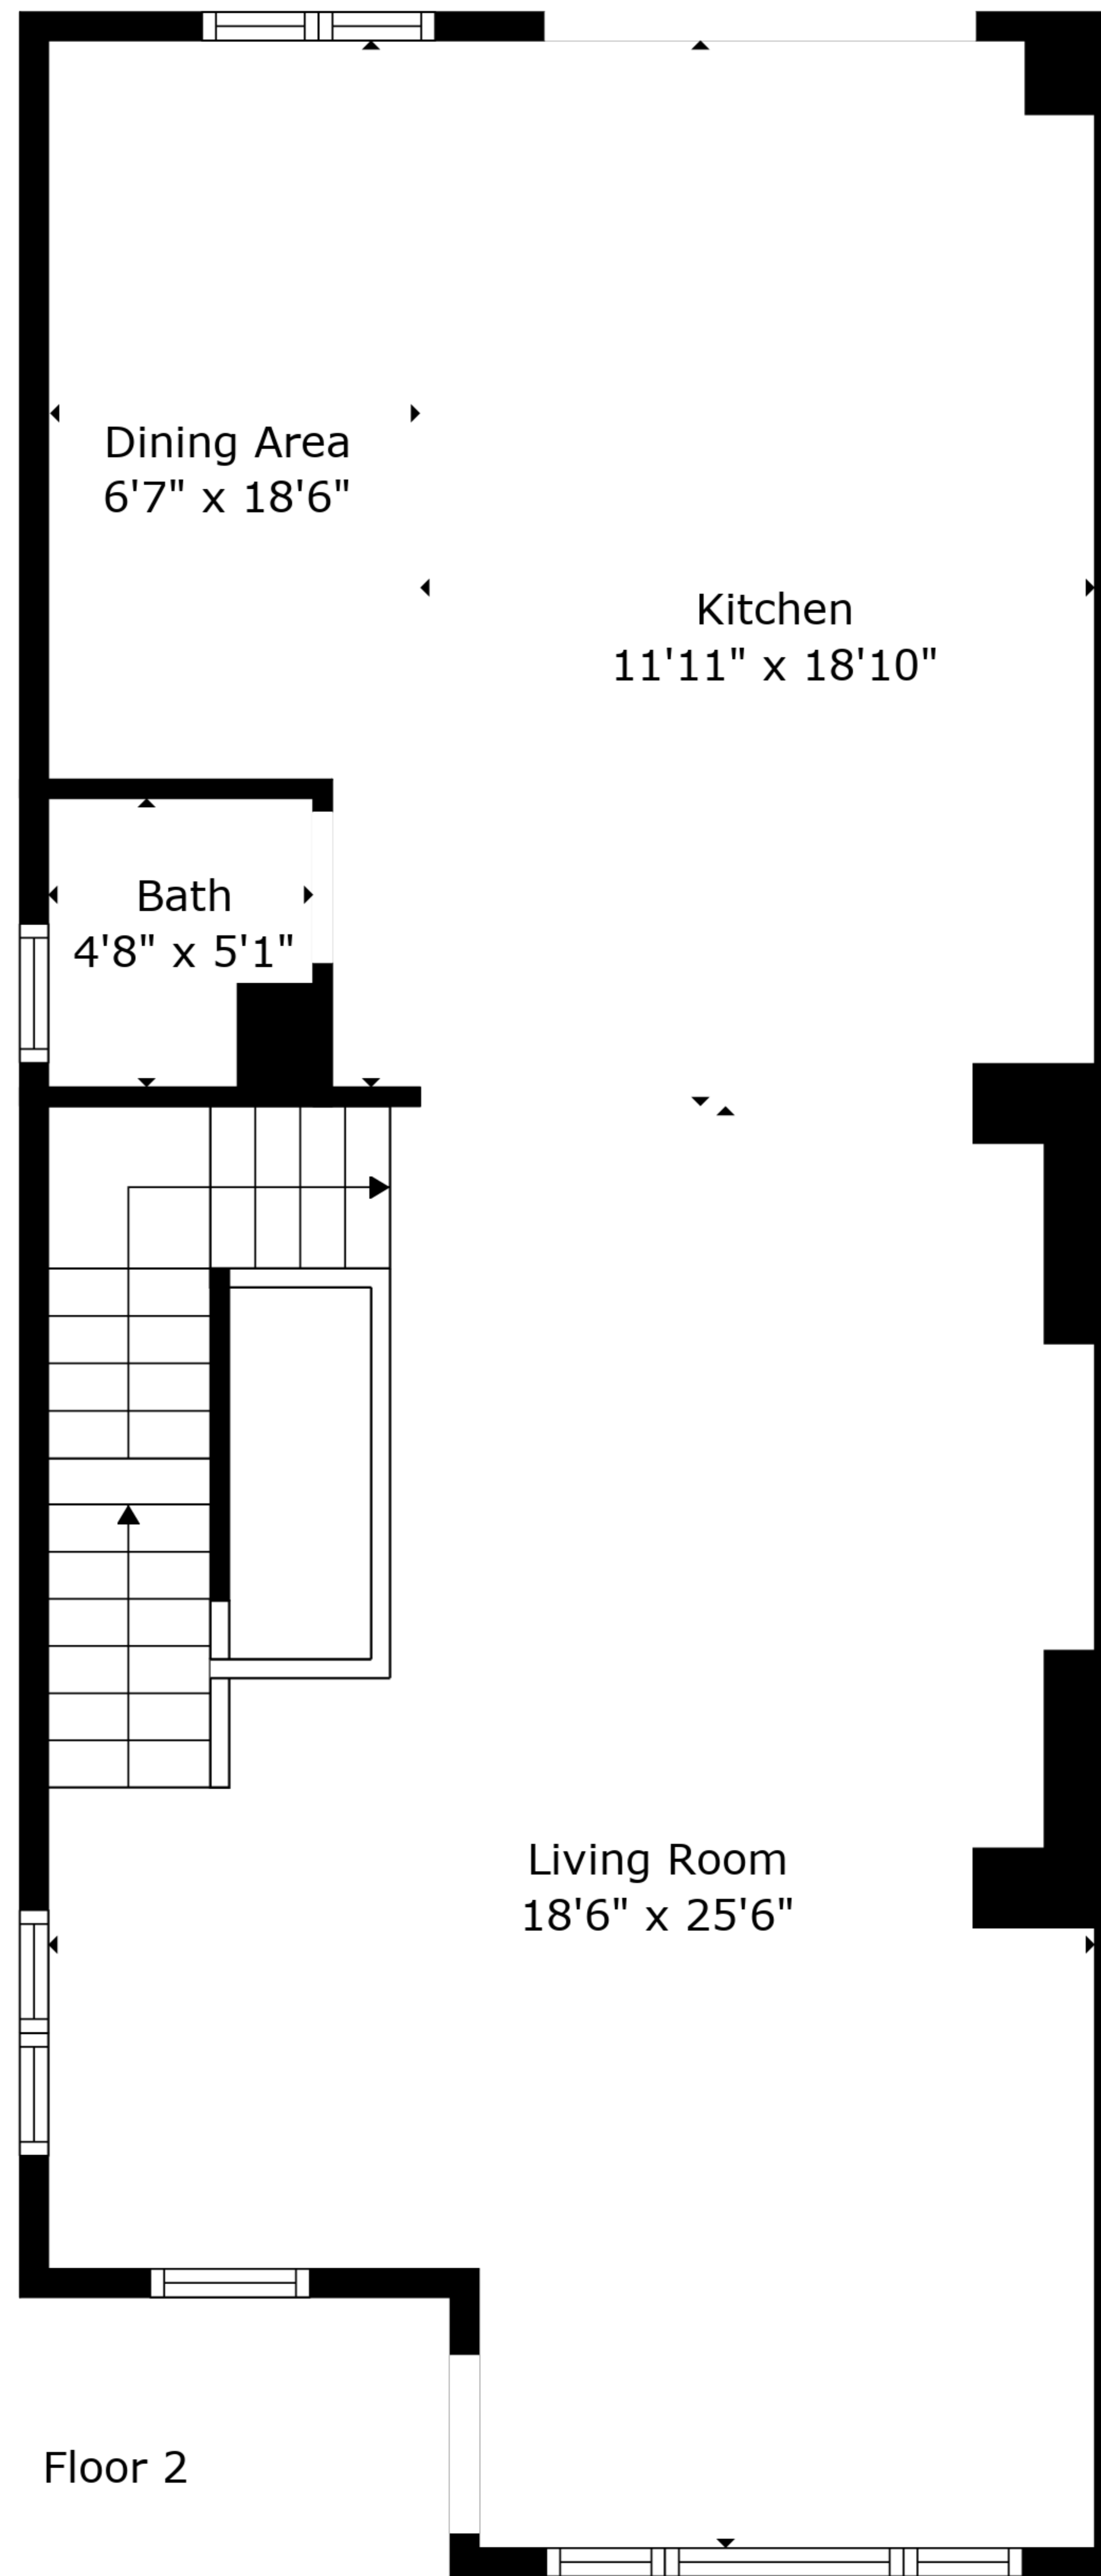 Dining Area
6'7" x 18'6"
Kitchen
11'11" x 18'10"
Bath
4'8" x 5'1"
Living Room
18'6" x 25'6"
Floor 2